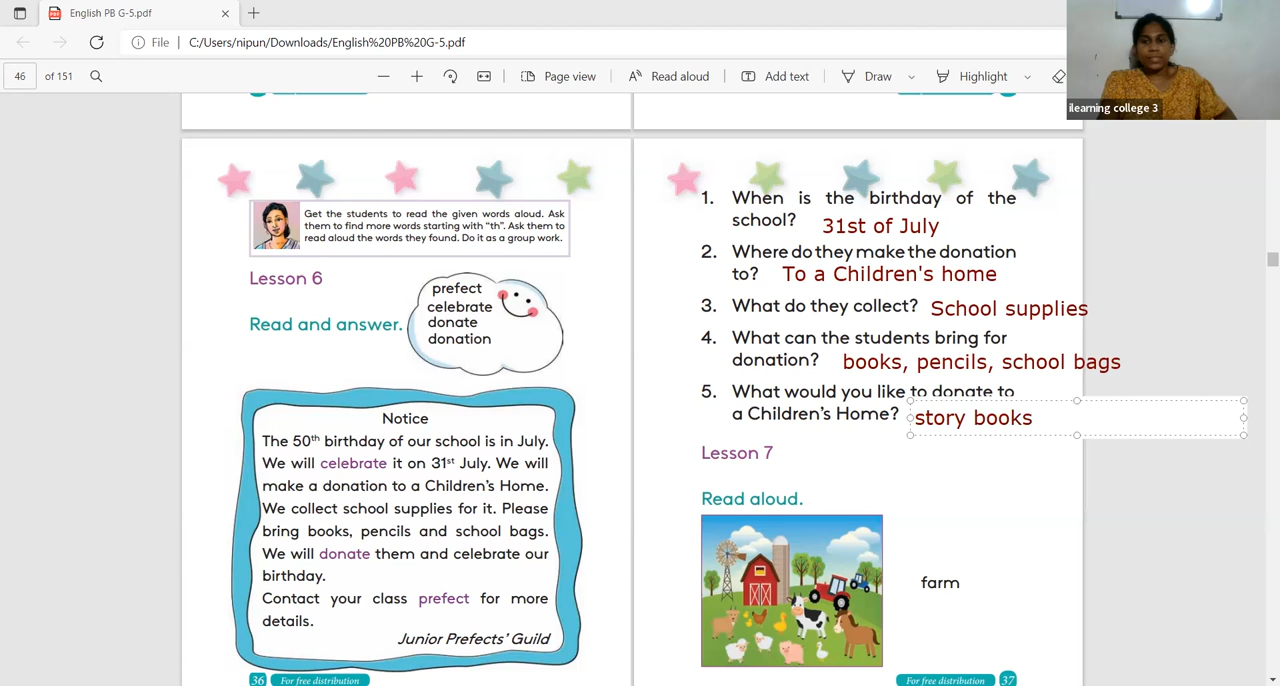 English PB G-5.pdf
File | C:/Users/nipun/Downloads/English%20PB%20G-5.pdf
46 of 151 Page view Read aloud Add text Draw Highlight
ilearning college 3
Get the students to read the given words aloud. Ask
them to find more words starting with "th". Ask them to
read aloud the words they found. Do it as a group work.
Lesson 6
Read and answer.
prefect
celebrate
donate
donation
Notice
The 50th birthday of our school is in July.
We will celebrate it on 31st July. We will
make a donation to a Children's Home.
We collect school supplies for it. Please
bring books, pencils and school bags.
We will donate them and celebrate our
birthday.
Contact your class prefect for more
details.
Junior Prefects' Guild
36 For free distribution
1. When is the birthday of the
school? 31st of July
2. Where do they make the donation
to? To a Children's home
3. What do they collect? School supplies
4. What can the students bring for
donation? books, pencils, school bags
5. What would you like to donate to
a Children's Home? story books
Lesson 7
Read aloud.
farm
For free distribution 37